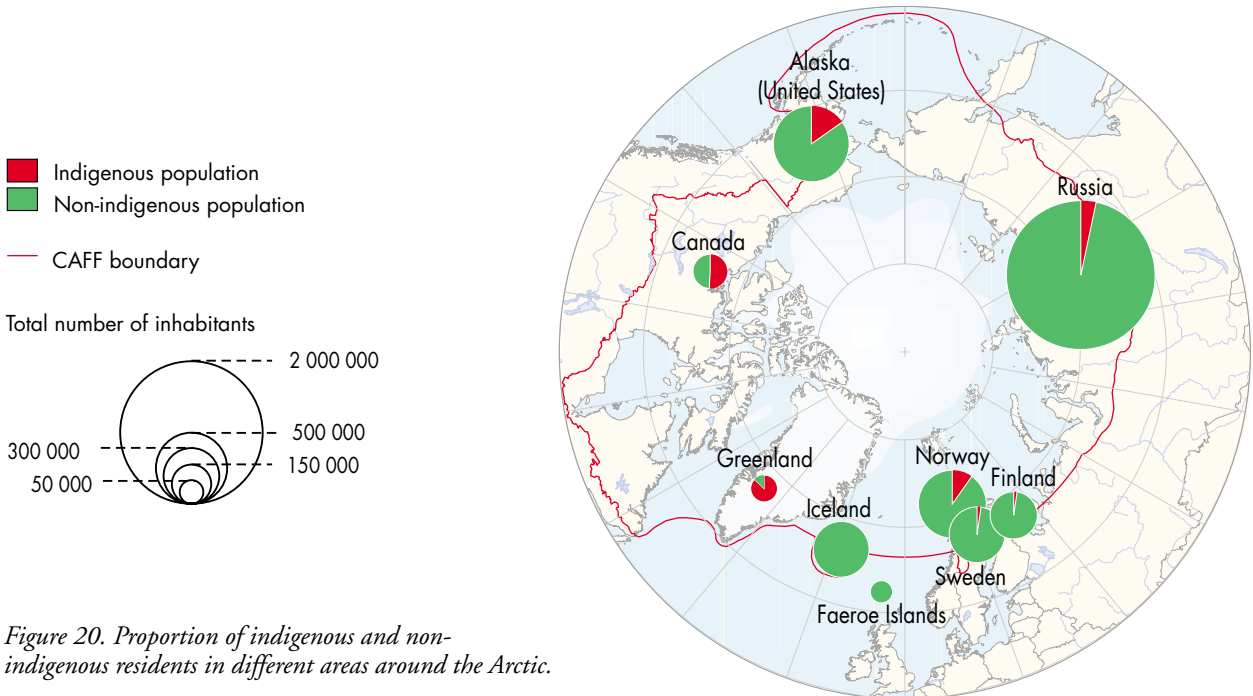 Indigenous population
Non-indigenous population
CAFF boundary
Total number of inhabitants
2 000 000
500 000
300 000
150 000
50 000
Figure 20. Proportion of indigenous and non-
indigenous residents in different areas around the Arctic.
Alaska
(United States)
Russia
Canada
Greenland
Norway
Finland
Iceland
Sweden
Faeroe Islands